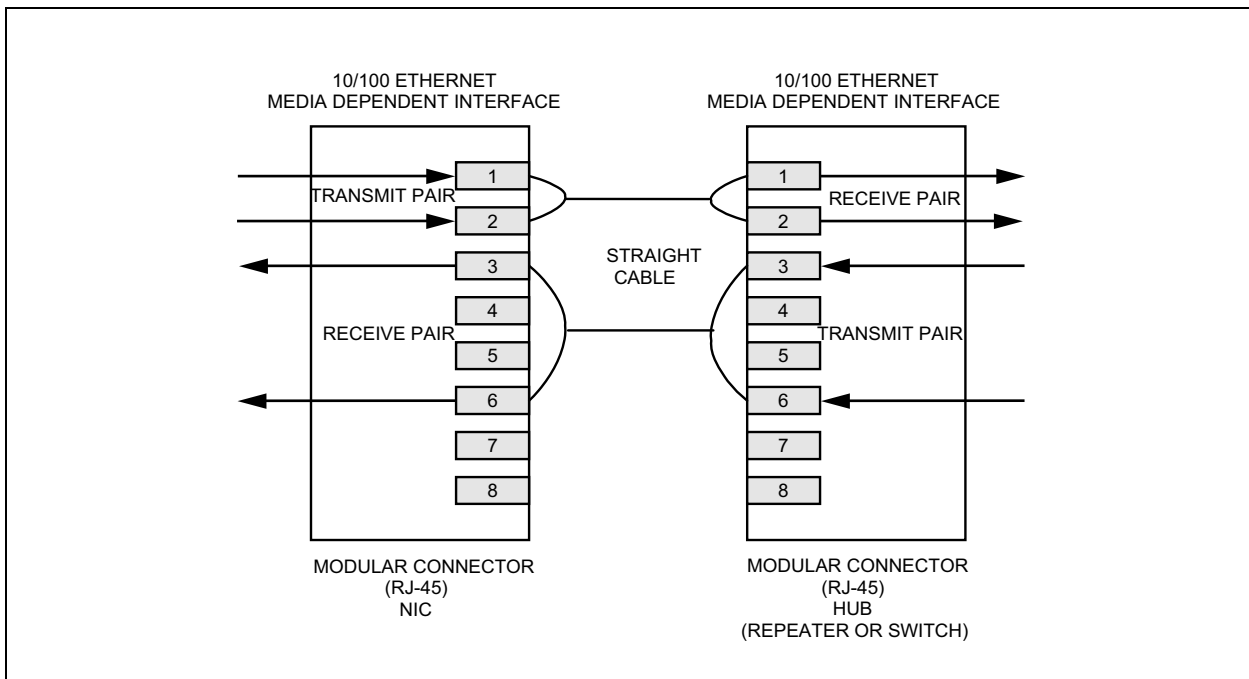 10/100 ETHERNET
MEDIA DEPENDENT INTERFACE
10/100 ETHERNET
MEDIA DEPENDENT INTERFACE
1
TRANSMIT PAIR
2
3
4
RECEIVE PAIR
5
6
7
8
STRAIGHT
CABLE
1
RECEIVE PAIR
2
3
4
TRANSMIT PAIR
5
6
7
8
MODULAR CONNECTOR
(RJ-45)
NIC
MODULAR CONNECTOR
(RJ-45)
HUB
(REPEATER OR SWITCH)